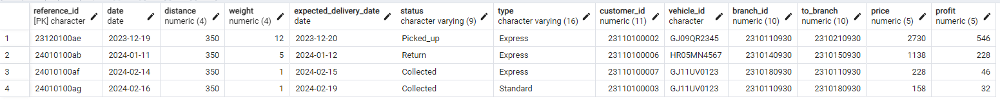 reference_id date distance weight expected_delivery_date status type customer_id vehicle_id branch_id to_branch price profit
[PK] character date numeric (4) numeric (4) date character varying (9) character varying (16) numeric (11) character numeric (10) numeric (10) numeric (5) numeric (5)
1 23120100ae 2023-12-19 350 12 2023-12-20 Picked_up Express 23110100002 GJ09QR2345 2310110930 2310210930 2730 546
2 24010100ab 2024-01-11 350 5 2024-01-12 Return Express 23110100006 HR05MN4567 2310140930 2310150930 1138 228
3 24010100af 2024-02-14 350 1 2024-02-15 Collected Express 23110100007 GJ11UV0123 2310180930 2310110930 228 46
4 24010100ag 2024-02-16 350 1 2024-02-19 Collected Standard 23110100003 GJ11UV0123 2310110930 2310180930 158 32